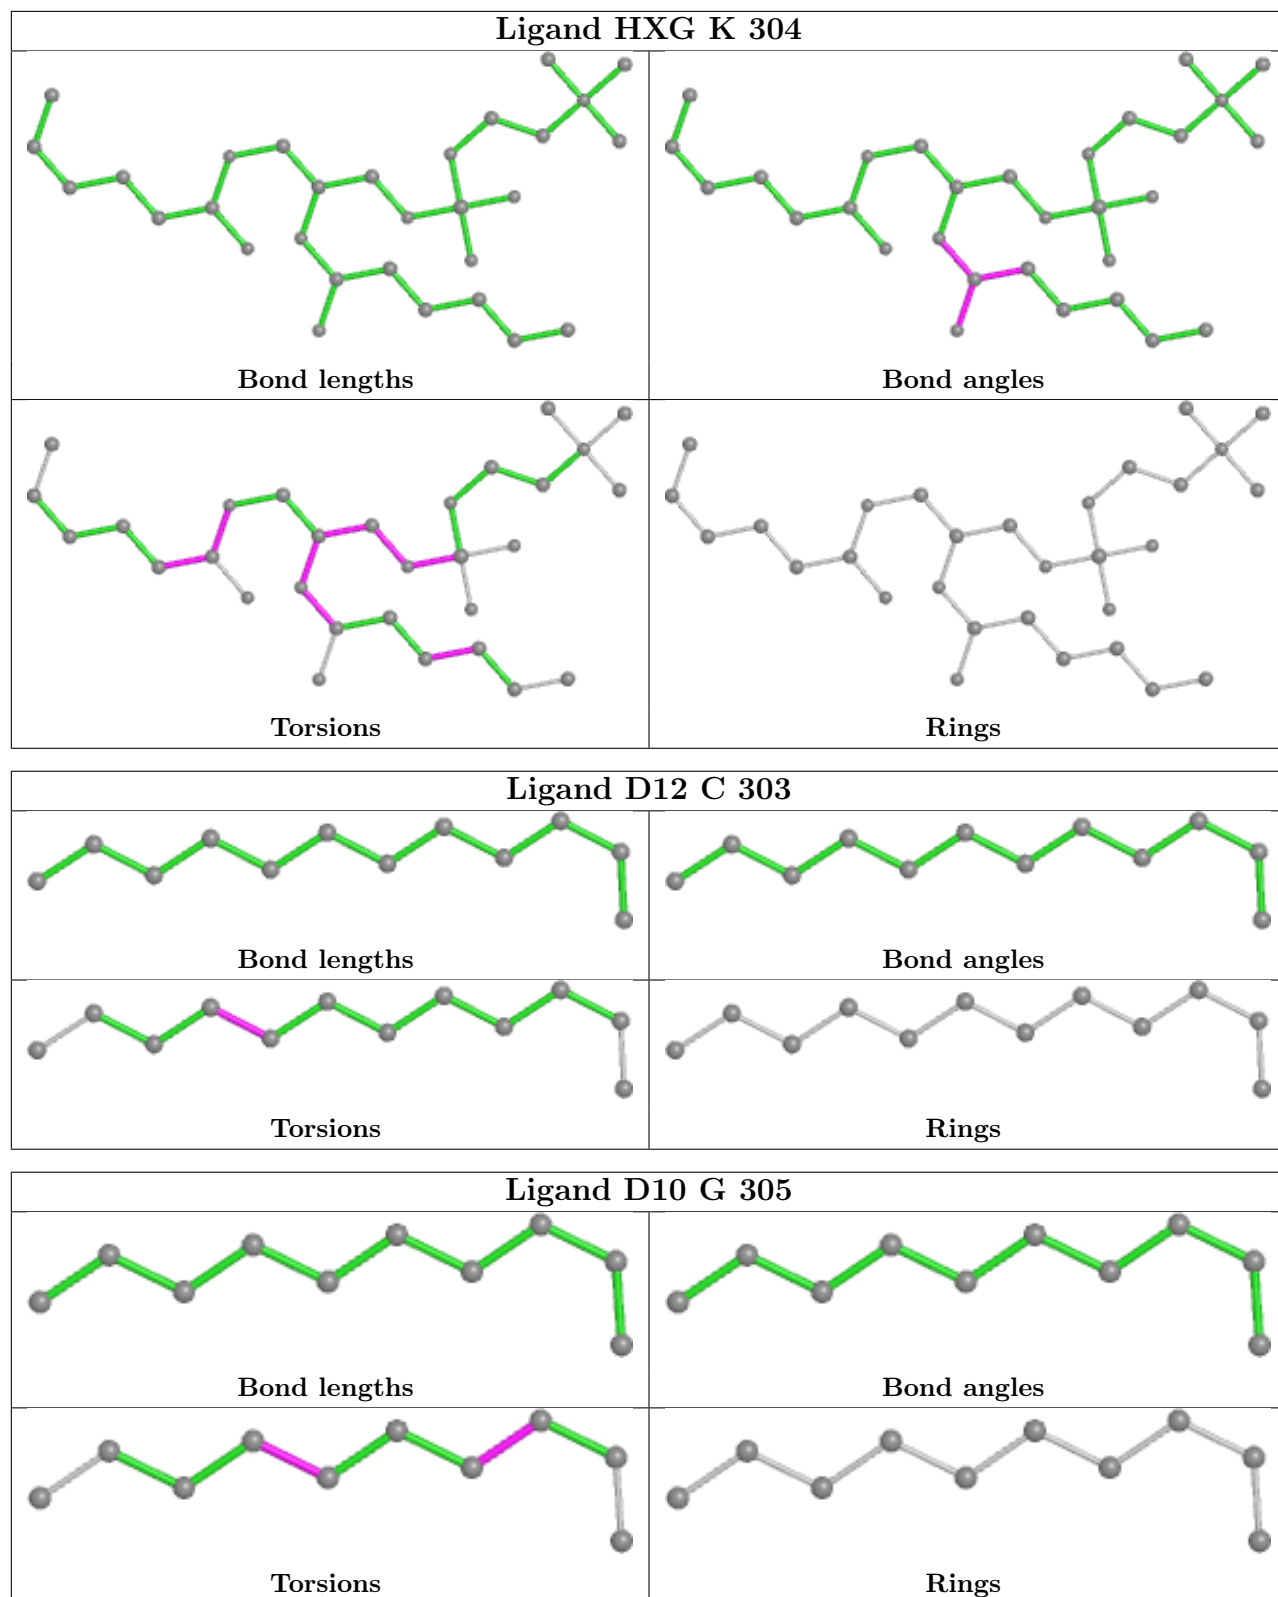 Ligand HXG K 304
Bond lengths
Bond angles
Torsions
Rings
Ligand D12 C 303
Bond lengths
Bond angles
Torsions
Rings
Ligand D10 G 305
Bond lengths
Bond angles
Torsions
Rings